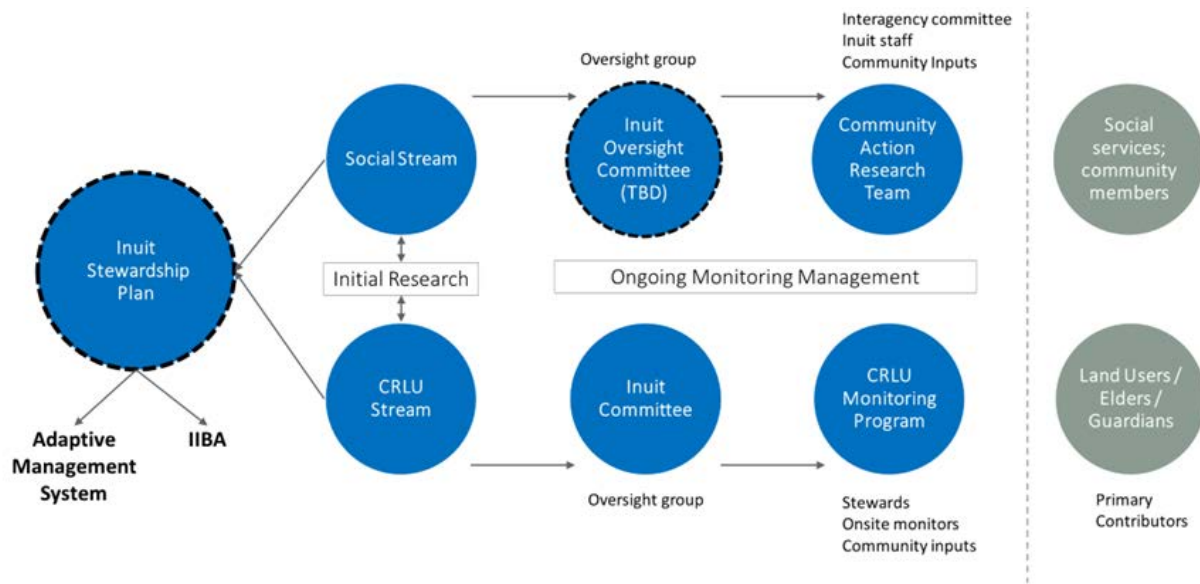 Interagency committee
Inuit staff
Community Inputs
Oversight group
Social Stream
Inuit
Oversight
Committee
(TBD)
Community
Action
Research
Team
Social
services;
community
members
Inuit
Stewardship
Plan
Initial Research
Ongoing Monitoring Management
CRLU
Stream
Inuit
Committee
CRLU
Monitoring
Program
Land Users /
Elders /
Guardians
Adaptive
Management
System
IIBA
Oversight group
Stewards
Onsite monitors
Community inputs
Primary
Contributors